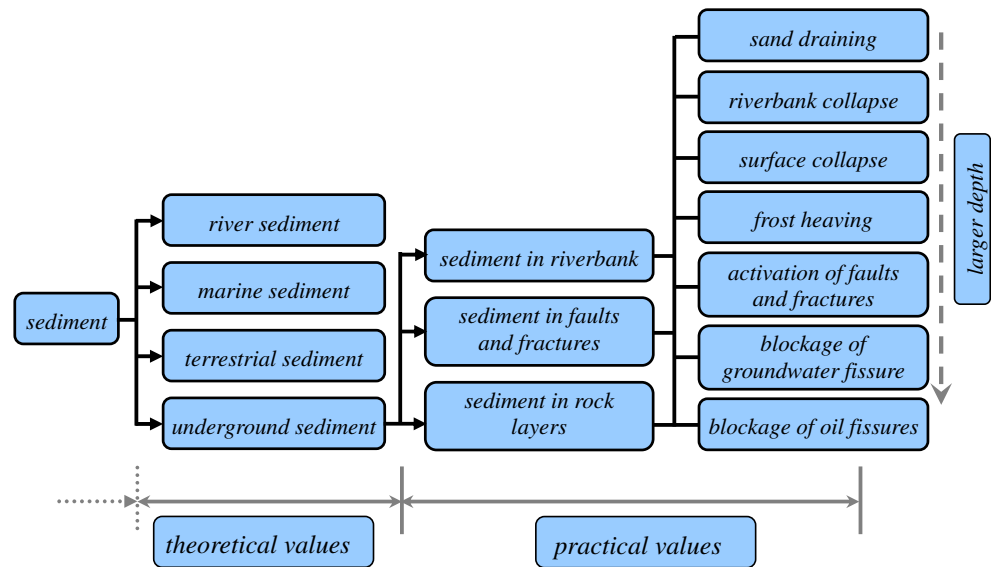 sediment
river sediment
marine sediment
terrestrial sediment
underground sediment
sediment in riverbank
sediment in faults
and fractures
sediment in rock
layers
sand draining
riverbank collapse
surface collapse
frost heaving
activation of faults
and fractures
blockage of
groundwater fissure
blockage of oil fissures
larger depth
theoretical values
practical values